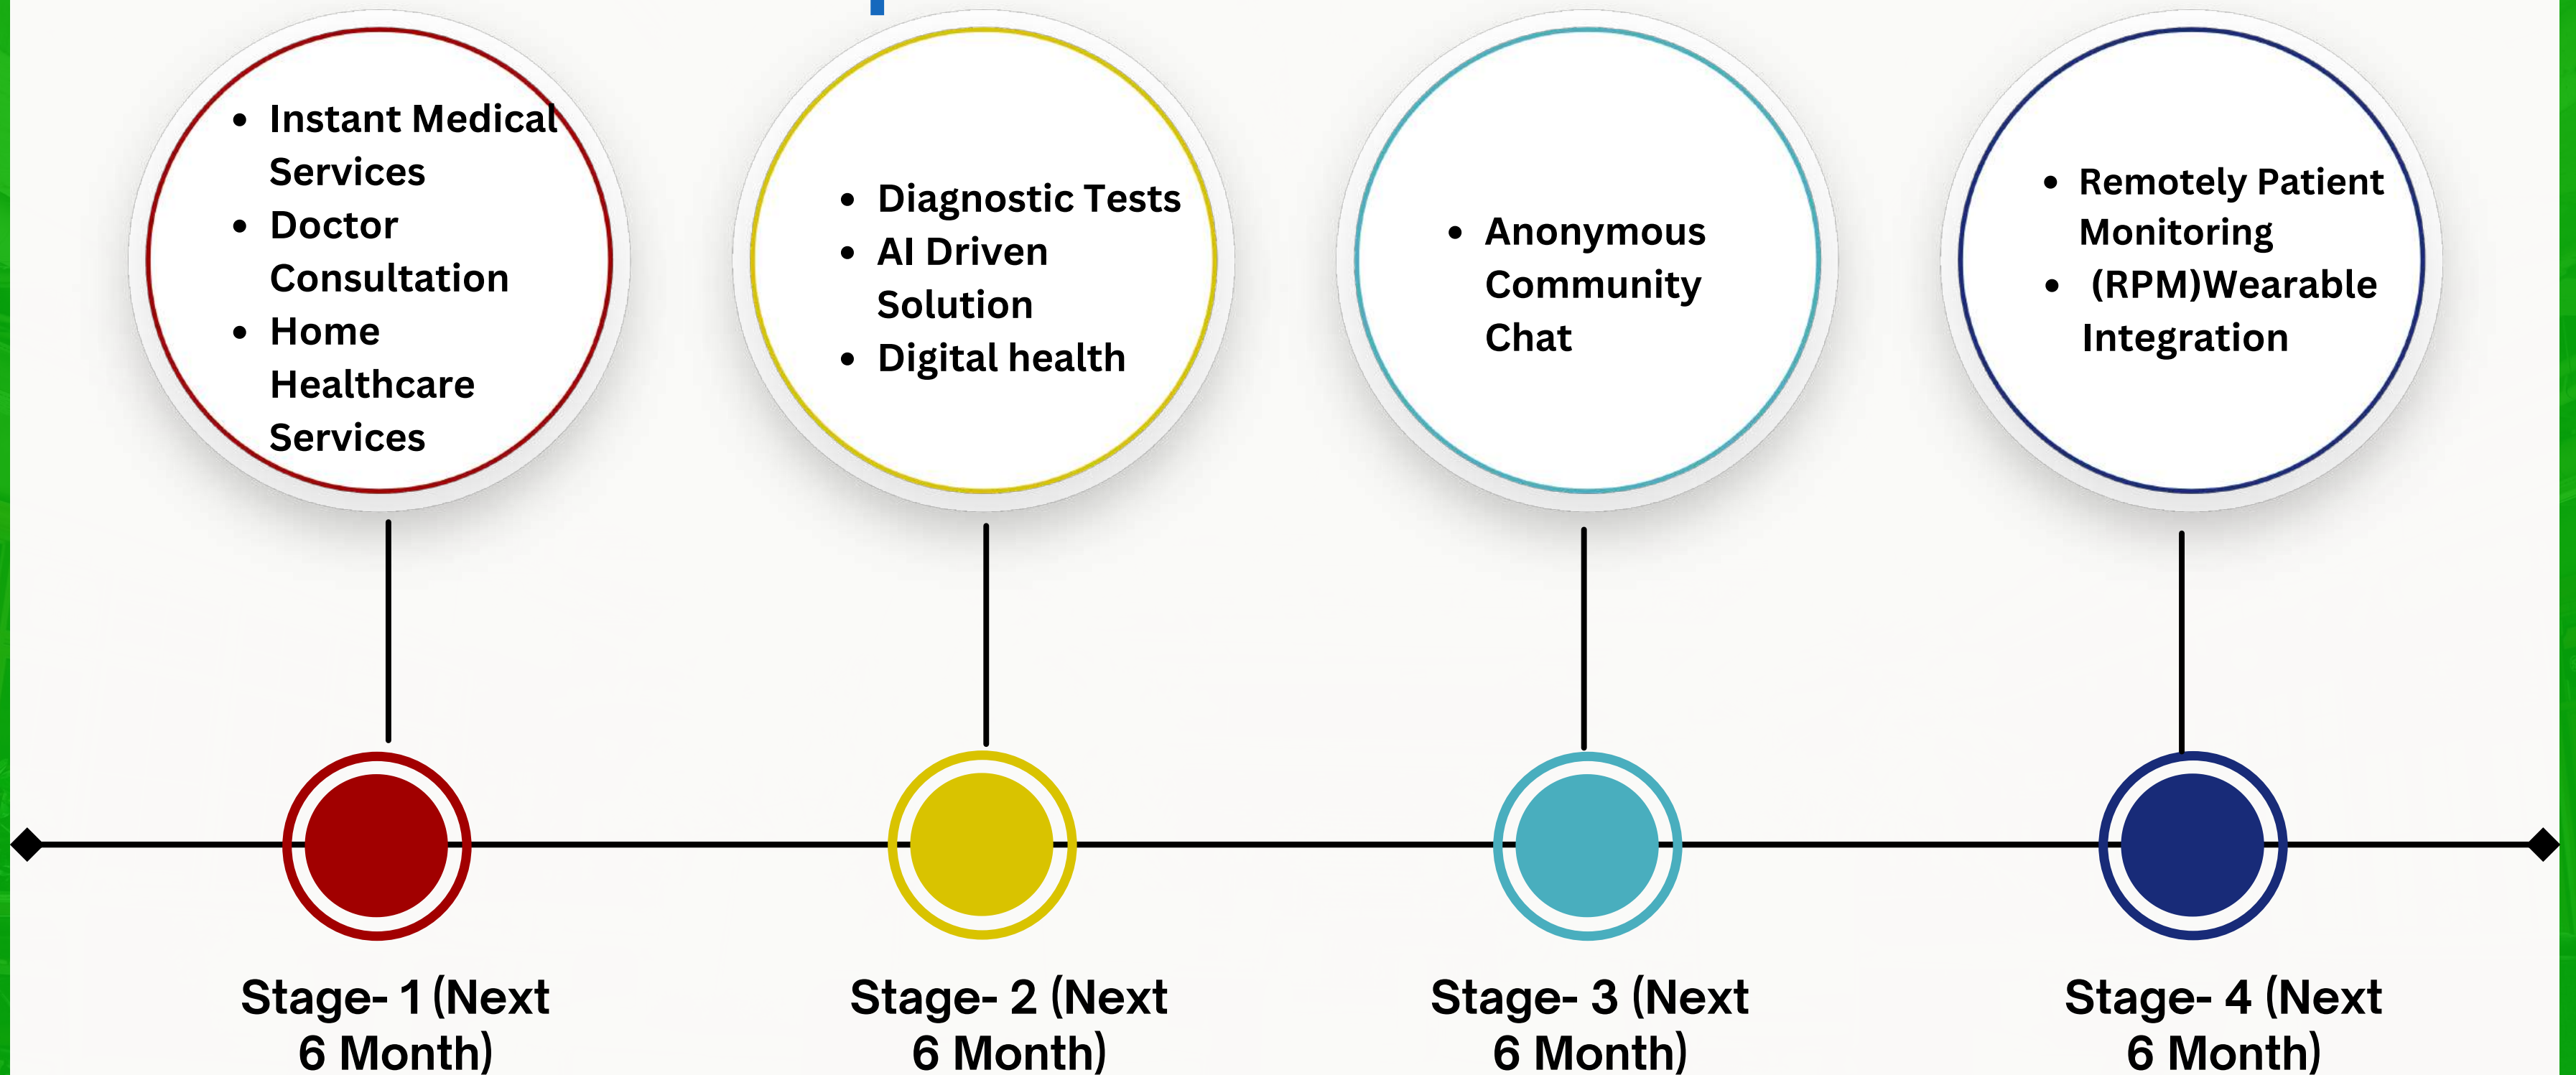 • Instant Medical
Services
• Doctor
Consultation
• Home
Healthcare
Services
• Diagnostic Tests
• AI Driven
Solution
• Digital health
• Anonymous
Community
Chat
• Remotely Patient
Monitoring
• (RPM)Wearable
Integration
Stage- 1 (Next
6 Month)
Stage- 2 (Next
6 Month)
Stage- 3 (Next
6 Month)
Stage- 4 (Next
6 Month)